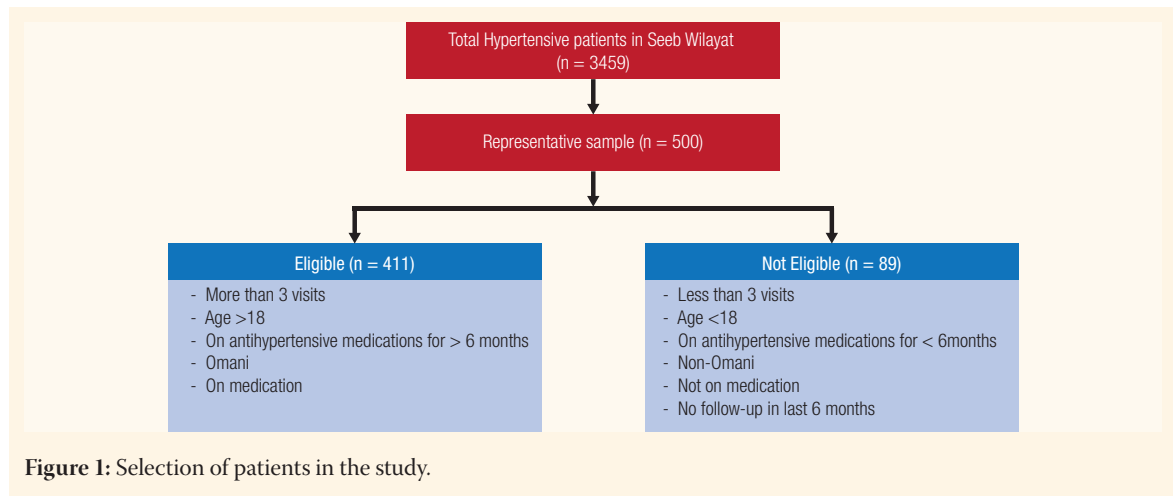 Total Hypertensive patients in Seeb Wilayat
(n = 3459)
Representative sample (n = 500)
Eligible (n = 411)
- More than 3 visits
- Age >18
- On antihypertensive medications for > 6 months
- Omani
- On medication
Not Eligible (n = 89)
- Less than 3 visits
- Age <18
- On antihypertensive medications for < 6months
- Non-Omani
- Not on medication
- No follow-up in last 6 months
Figure 1: Selection of patients in the study.